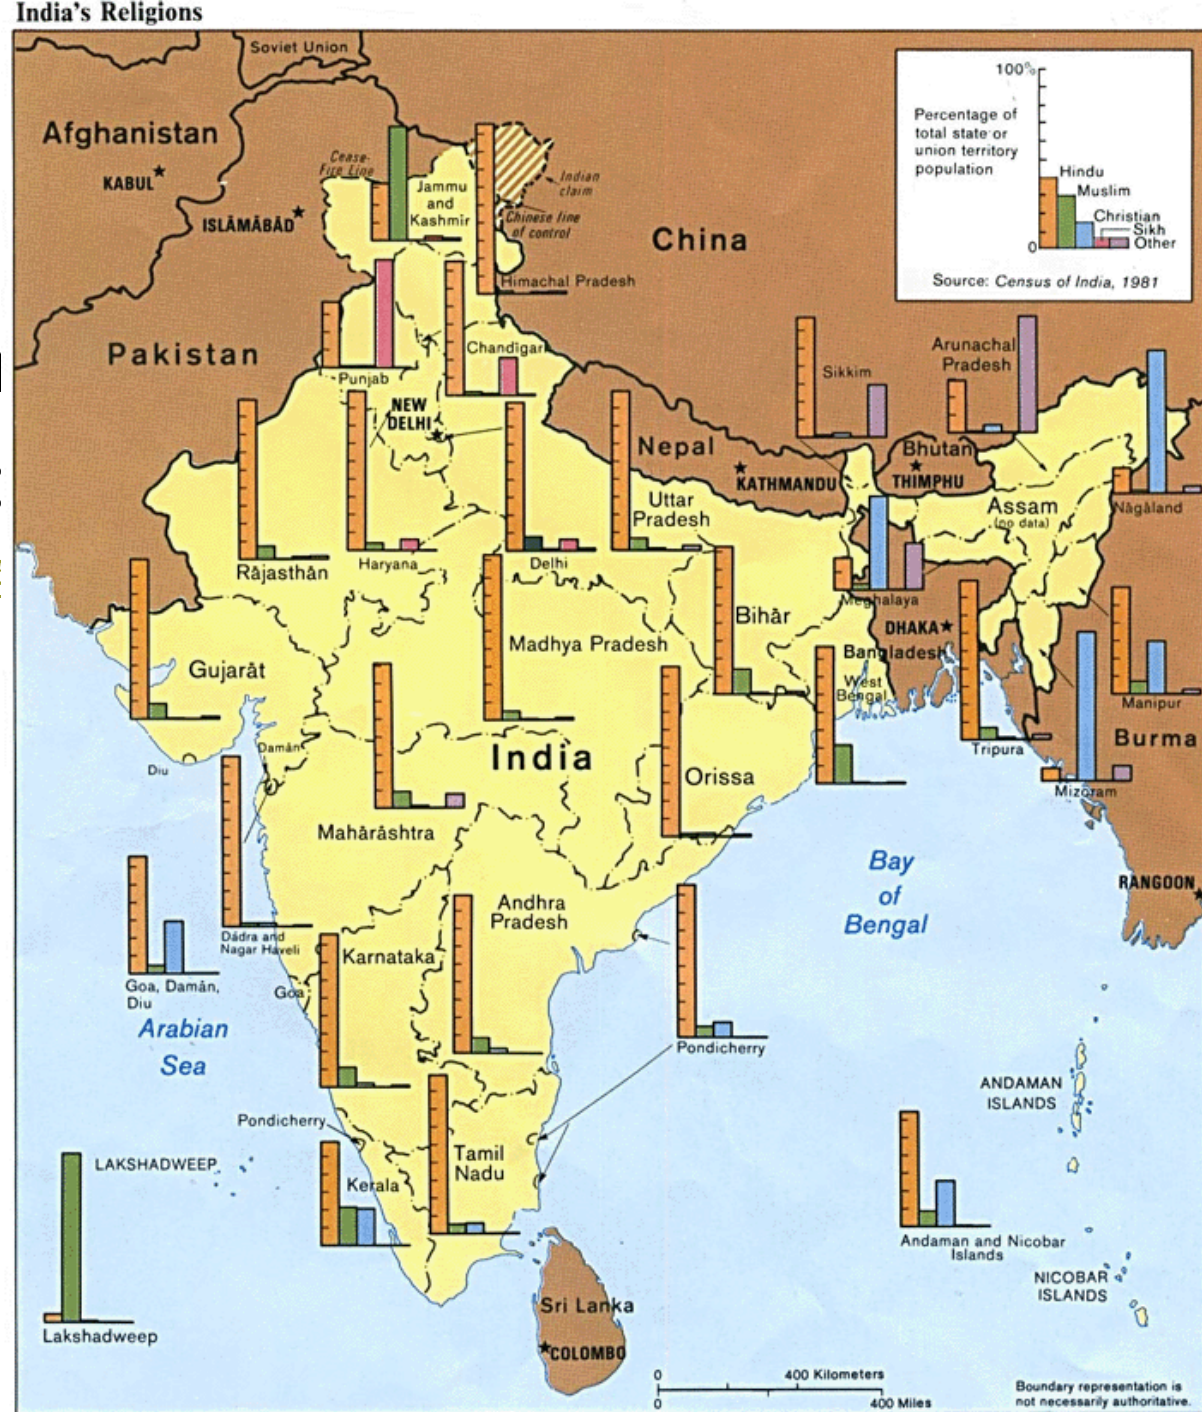 India's Religions
Soviet Union
Afghanistan
KABUL
Cease-
Fire Line
ISLĀMĀBĀD
Jammu
and
Kashmir
Indian
claim
Chinese line
of control
China
100%
Percentage of
total state or
union territory
population
Hindu
Muslim
Christian
Sikh
Other
0
Source: Census of India, 1981
Himachal Pradesh
Pakistan
Punjab
Chandīgarh
NEW
DELHI
Sikkim
Arunachal
Pradesh
Nepal
KATHMANDU
Bhutan
THIMPHU
Nāgāland
Assam
(no data)
Uttar
Pradesh
Rājasthān
Haryana
Delhi
Meghalaya
Bihār
DHAKA
Bangladesh
Madhya Pradesh
Gujarāt
West
Bengal
Manipur
Burma
Tripura
Mizoram
Damān
Diu
India
Orissa
Mahārāshtra
Bay
of
Bengal
RANGOON
Andhra
Pradesh
Dādra and
Nagar Haveli
Karnataka
Goa
Goa, Damān,
Diu
Arabian
Sea
Pondicherry
ANDAMAN
ISLANDS
Pondicherry
LAKSHADWEEP
Tamil
Nadu
Kerala
Andaman and Nicobar
Islands
NICOBAR
ISLANDS
Lakshadweep
Sri Lanka
COLOMBO
0
400 Kilometers
400 Miles
Boundary representation is
not necessarily authoritative.